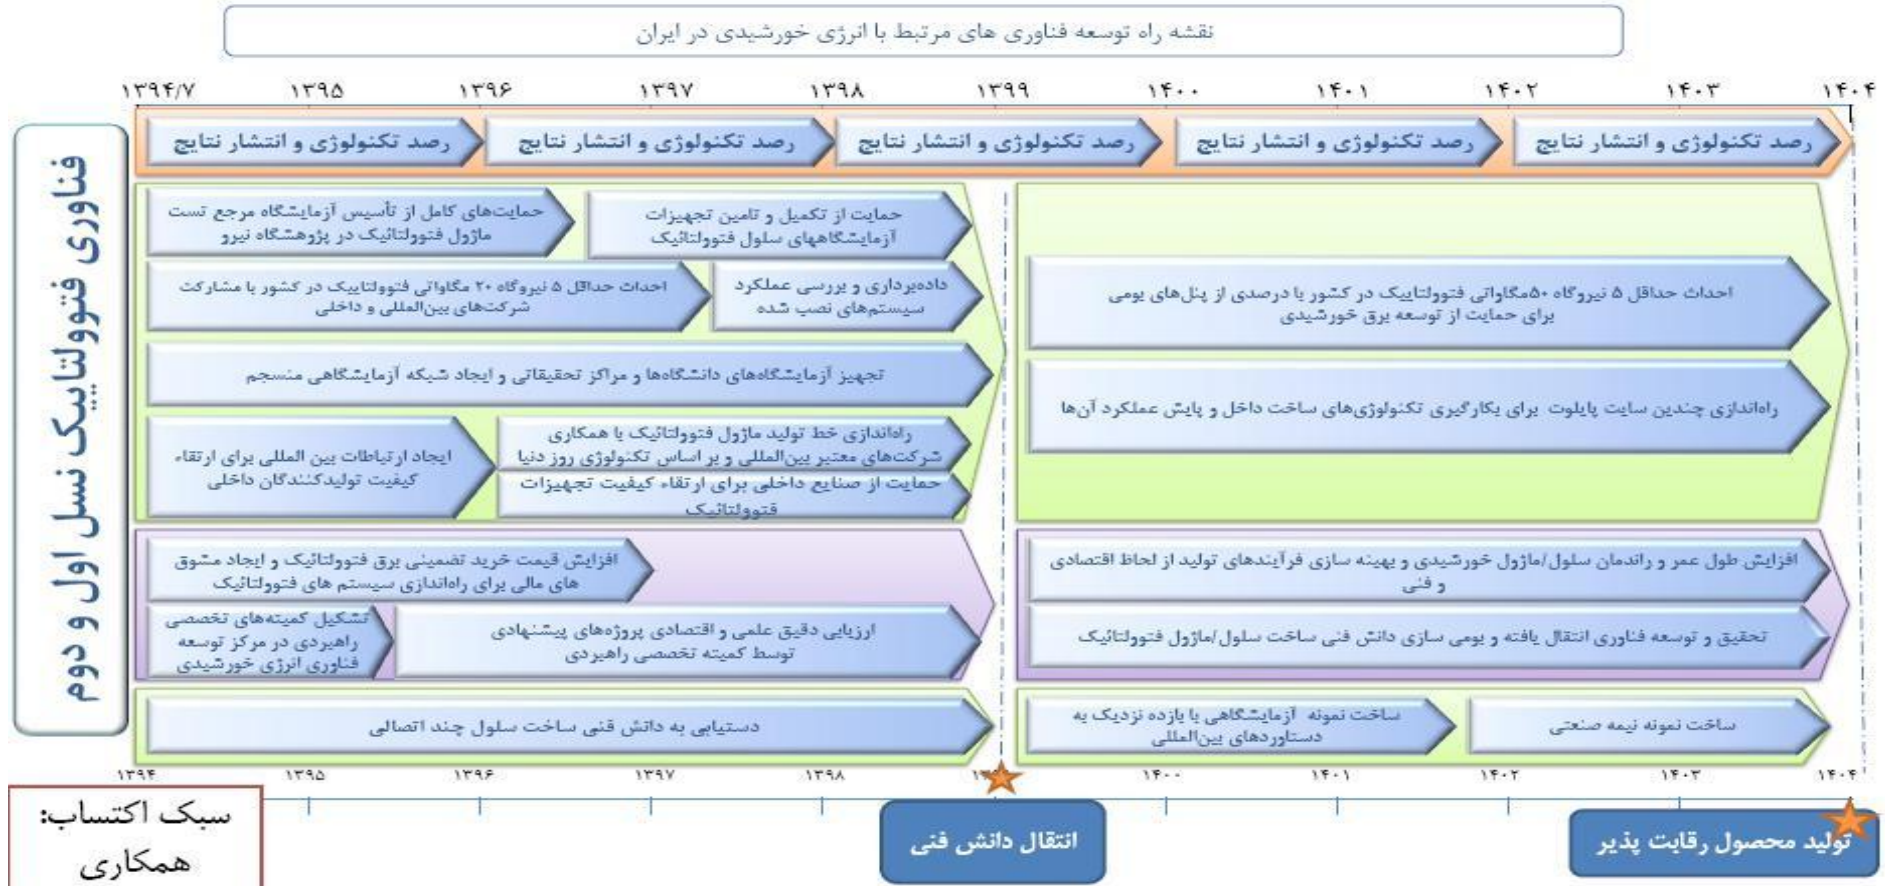 نقشه راه توسعه فناوری های مرتبط با انرژی خورشیدی در ایران
۱۳۹۴/۷ ۱۳۹۵ ۱۳۹۶ ۱۳۹۷ ۱۳۹۸ ۱۳۹۹ ۱۴۰۰ ۱۴۰۱ ۱۴۰۲ ۱۴۰۳ ۱۴۰۴
فناوری فتوولتاییک نسل اول و دوم
رصد تکنولوژی و انتشار نتایج
رصد تکنولوژی و انتشار نتایج
رصد تکنولوژی و انتشار نتایج
رصد تکنولوژی و انتشار نتایج
رصد تکنولوژی و انتشار نتایج
حمایت‌های کامل از تأسیس آزمایشگاه مرجع تست
ماژول فتوولتائیک در پژوهشگاه نیرو
حمایت از تکمیل و تامین تجهیزات
آزمایشگاههای سلول فتوولتائیک
احداث حداقل ۵ نیروگاه ۲۰ مگاواتی فتوولتاییک در کشور با مشارکت
شرکت‌های بین‌المللی و داخلی
داده‌برداری و بررسی عملکرد
سیستم‌های نصب شده
تجهیز آزمایشگاه‌های دانشگاه‌ها و مراکز تحقیقاتی و ایجاد شبکه آزمایشگاهی منسجم
ایجاد ارتباطات بین المللی برای ارتقاء
کیفیت تولیدکنندگان داخلی
راه‌اندازی خط تولید ماژول فتوولتائیک با همکاری
شرکت‌های معتبر بین‌المللی و بر اساس تکنولوژی روز دنیا
حمایت از صنایع داخلی برای ارتقاء کیفیت تجهیزات
فتوولتائیک
احداث حداقل ۵ نیروگاه ۵۰مگاواتی فتوولتاییک در کشور با درصدی از پنل‌های بومی
برای حمایت از توسعه برق خورشیدی
راه‌اندازی چندین سایت پایلوت برای بکارگیری تکنولوژی‌های ساخت داخل و پایش عملکرد آن‌ها
افزایش قیمت خرید تضمینی برق فتوولتائیک و ایجاد مشوق
های مالی برای راه‌اندازی سیستم های فتوولتائیک
تشکیل کمیته‌های تخصصی
راهبردی در مرکز توسعه
فناوری انرژی خورشیدی
ارزیابی دقیق علمی و اقتصادی پروژه‌های پیشنهادی
توسط کمیته تخصصی راهبردی
افزایش طول عمر و راندمان سلول/ماژول خورشیدی و بهینه سازی فرآیندهای تولید از لحاظ اقتصادی
و فنی
تحقیق و توسعه فناوری انتقال یافته و بومی سازی دانش فنی ساخت سلول/ماژول فتوولتائیک
دستیابی به دانش فنی ساخت سلول چند اتصالی
ساخت نمونه آزمایشگاهی با بازده نزدیک به
دستاوردهای بین‌المللی
ساخت نمونه نیمه صنعتی
۱۳۹۴ ۱۳۹۵ ۱۳۹۶ ۱۳۹۷ ۱۳۹۸ ۱۴۰۰ ۱۴۰۱ ۱۴۰۲ ۱۴۰۳ ۱۴۰۴
سبک اکتساب:
همکاری
انتقال دانش فنی
تولید محصول رقابت پذیر